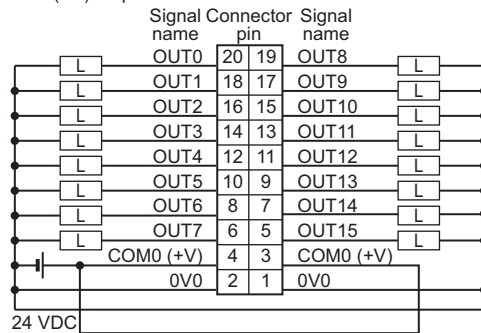 Signal name Connector pin Signal name
L OUT0 20 19 OUT8 L
L OUT1 18 17 OUT9 L
L OUT2 16 15 OUT10 L
L OUT3 14 13 OUT11 L
L OUT4 12 11 OUT12 L
L OUT5 10 9 OUT13 L
L OUT6 8 7 OUT14 L
L OUT7 6 5 OUT15 L
COM0 (+V) 4 3 COM0 (+V)
0V0 2 1 0V0
24 VDC